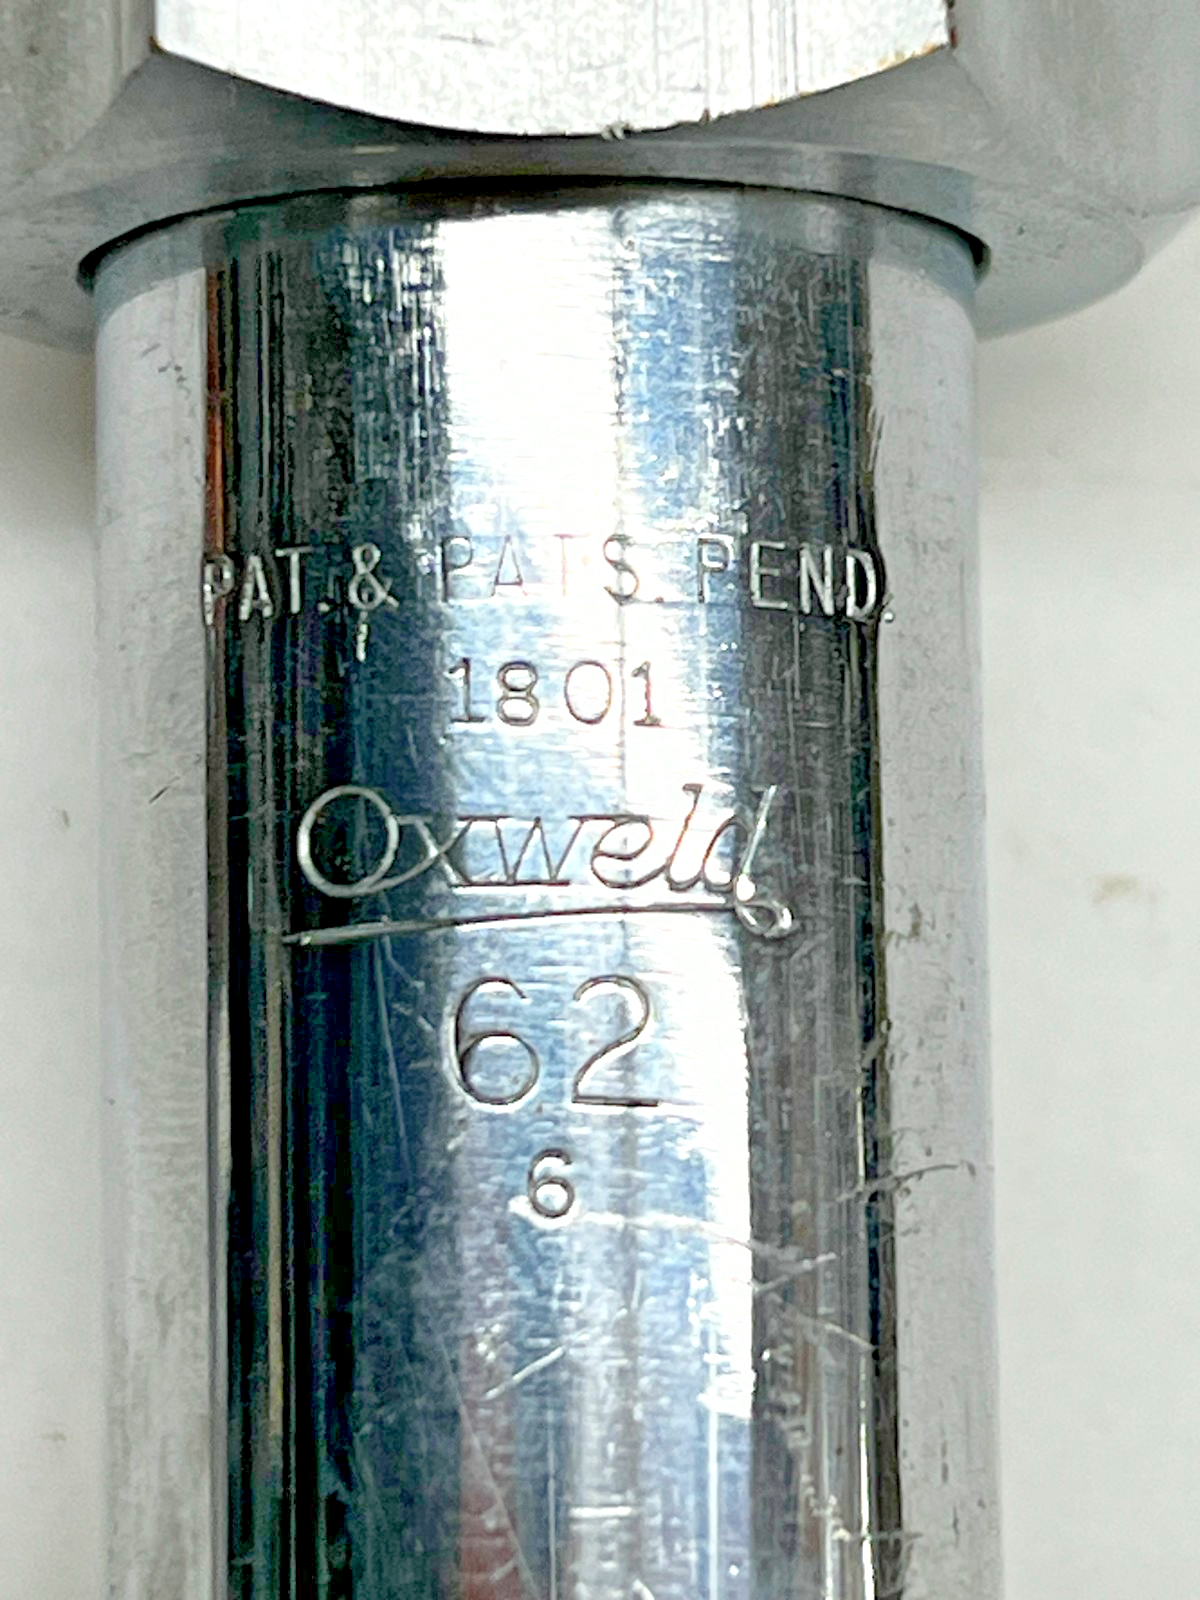 PAT. & PATS. PEND.
1801
Oxweld
62
6